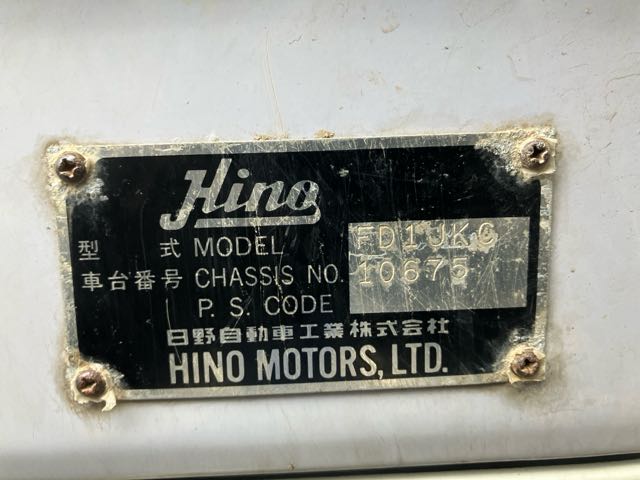 Hino
型 式 MODEL FD1JKG
車台番号 CHASSIS NO. 10675
P. S. CODE
日野自動車工業株式会社
HINO MOTORS, LTD.